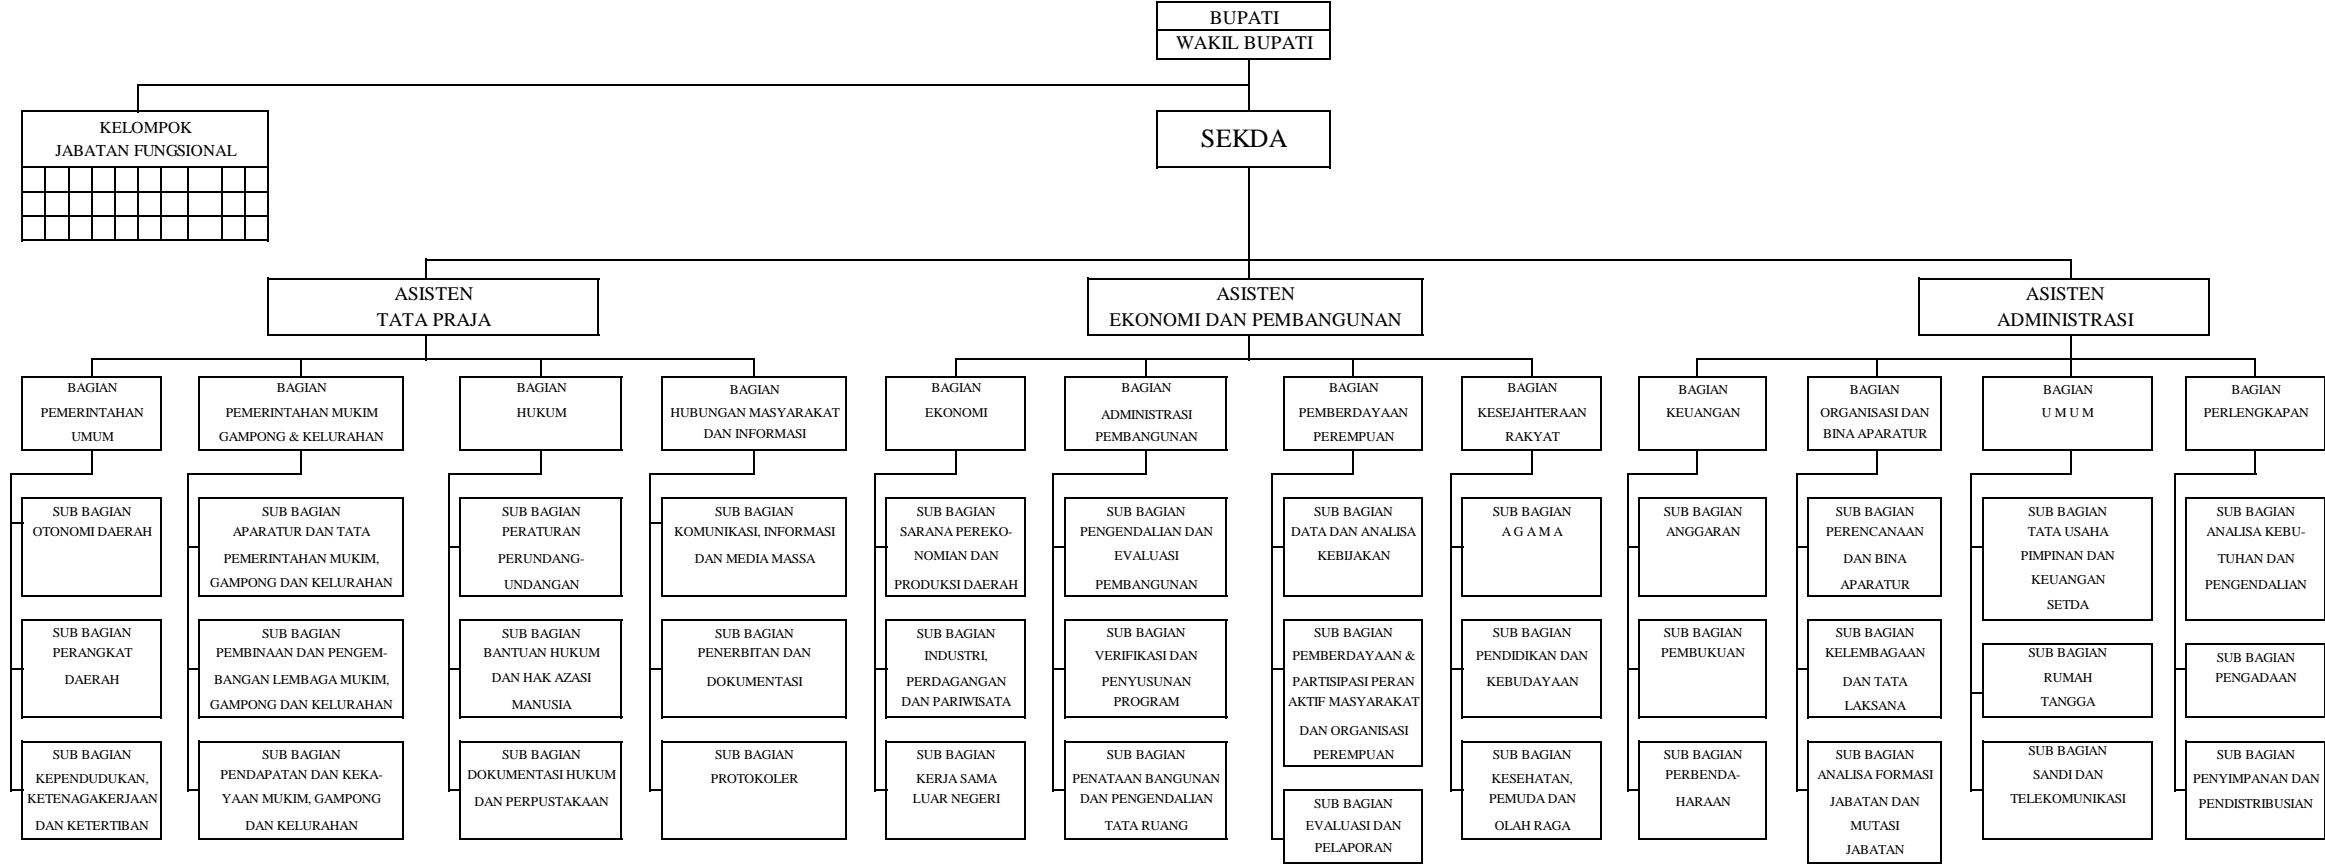 BUPATI
WAKIL BUPATI
KELOMPOK
JABATAN FUNGSIONAL
SEKDA
ASISTEN
TATA PRAJA
ASISTEN
EKONOMI DAN PEMBANGUNAN
ASISTEN
ADMINISTRASI
BAGIAN
PEMERINTAHAN
UMUM
BAGIAN
PEMERINTAHAN MUKIM
GAMPONG & KELURAHAN
BAGIAN
HUKUM
BAGIAN
HUBUNGAN MASYARAKAT
DAN INFORMASI
BAGIAN
EKONOMI
BAGIAN
ADMINISTRASI
PEMBANGUNAN
BAGIAN
PEMBERDAYAAN
PEREMPUAN
BAGIAN
KESEJAHTERAAN
RAKYAT
BAGIAN
KEUANGAN
BAGIAN
ORGANISASI DAN
BINA APARATUR
BAGIAN
U M U M
BAGIAN
PERLENGKAPAN
SUB BAGIAN
OTONOMI DAERAH
SUB BAGIAN
APARATUR DAN TATA
PEMERINTAHAN MUKIM,
GAMPONG DAN KELURAHAN
SUB BAGIAN
PERATURAN
PERUNDANG-
UNDANGAN
SUB BAGIAN
KOMUNIKASI, INFORMASI
DAN MEDIA MASSA
SUB BAGIAN
SARANA PEREKO-
NOMIAN DAN
PRODUKSI DAERAH
SUB BAGIAN
PENGENDALIAN DAN
EVALUASI
PEMBANGUNAN
SUB BAGIAN
DATA DAN ANALISA
KEBIJAKAN
SUB BAGIAN
A G A M A
SUB BAGIAN
ANGGARAN
SUB BAGIAN
PERENCANAAN
DAN BINA
APARATUR
SUB BAGIAN
TATA USAHA
PIMPINAN DAN
KEUANGAN
SETDA
SUB BAGIAN
ANALISA KEBU-
TUHAN DAN
PENGENDALIAN
SUB BAGIAN
PERANGKAT
DAERAH
SUB BAGIAN
PEMBINAAN DAN PENGEM-
BANGAN LEMBAGA MUKIM,
GAMPONG DAN KELURAHAN
SUB BAGIAN
BANTUAN HUKUM
DAN HAK AZASI
MANUSIA
SUB BAGIAN
PENERBITAN DAN
DOKUMENTASI
SUB BAGIAN
INDUSTRI,
PERDAGANGAN
DAN PARIWISATA
SUB BAGIAN
VERIFIKASI DAN
PENYUSUNAN
PROGRAM
SUB BAGIAN
PEMBERDAYAAN &
PARTISIPASI PERAN
AKTIF MASYARAKAT
DAN ORGANISASI
PEREMPUAN
SUB BAGIAN
PENDIDIKAN DAN
KEBUDAYAAN
SUB BAGIAN
PEMBUKUAN
SUB BAGIAN
KELEMBAGAAN
DAN TATA
LAKSANA
SUB BAGIAN
RUMAH
TANGGA
SUB BAGIAN
PENGADAAN
SUB BAGIAN
KEPENDUDUKAN,
KETENAGAKERJAAN
DAN KETERTIBAN
SUB BAGIAN
PENDAPATAN DAN KEKA-
YAAN MUKIM, GAMPONG
DAN KELURAHAN
SUB BAGIAN
DOKUMENTASI HUKUM
DAN PERPUSTAKAAN
SUB BAGIAN
PROTOKOLER
SUB BAGIAN
KERJA SAMA
LUAR NEGERI
SUB BAGIAN
PENATAAN BANGUNAN
DAN PENGENDALIAN
TATA RUANG
SUB BAGIAN
EVALUASI DAN
PELAPORAN
SUB BAGIAN
KESEHATAN,
PEMUDA DAN
OLAH RAGA
SUB BAGIAN
PERBENDA-
HARAAN
SUB BAGIAN
ANALISA FORMASI
JABATAN DAN
MUTASI
JABATAN
SUB BAGIAN
SANDI DAN
TELEKOMUNIKASI
SUB BAGIAN
PENYIMPANAN DAN
PENDISTRIBUSIAN